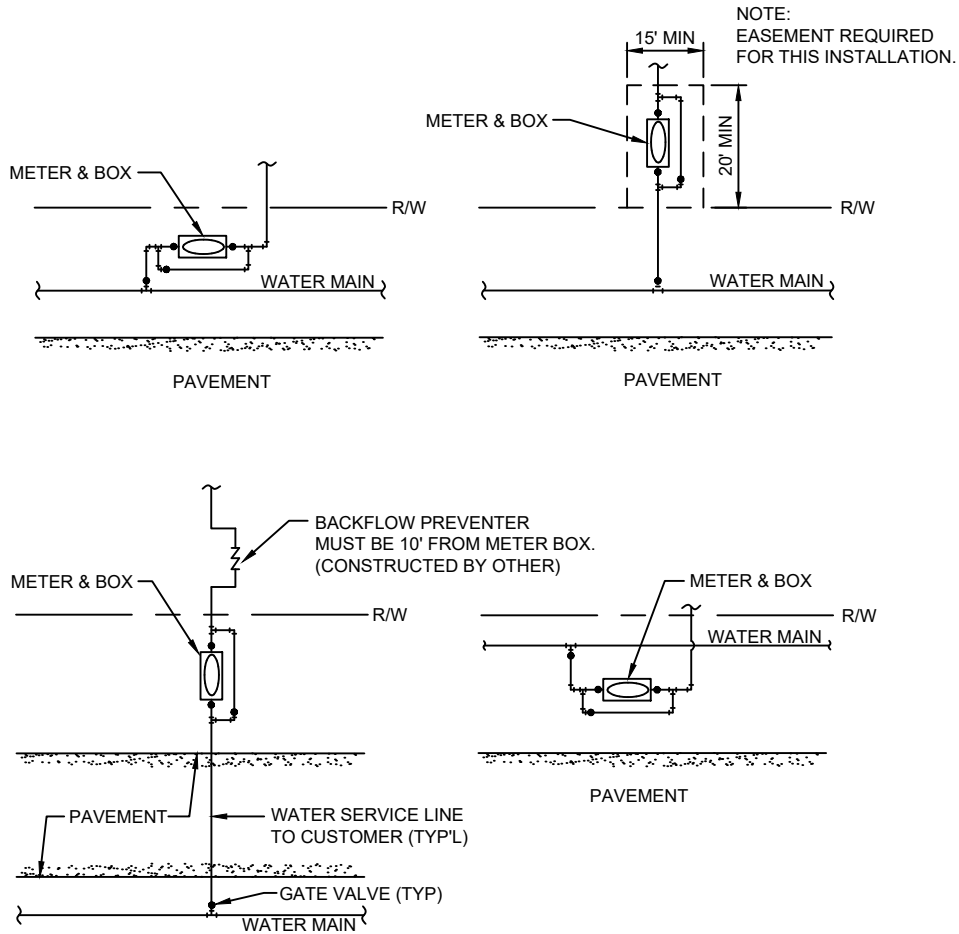 METER & BOX
R/W
WATER MAIN
PAVEMENT
NOTE:
EASEMENT REQUIRED
FOR THIS INSTALLATION.
15' MIN
METER & BOX
20' MIN
R/W
WATER MAIN
PAVEMENT
BACKFLOW PREVENTER
MUST BE 10' FROM METER BOX.
(CONSTRUCTED BY OTHER)
METER & BOX
R/W
PAVEMENT
WATER SERVICE LINE
TO CUSTOMER (TYP'L)
GATE VALVE (TYP)
WATER MAIN
METER & BOX
R/W
WATER MAIN
PAVEMENT